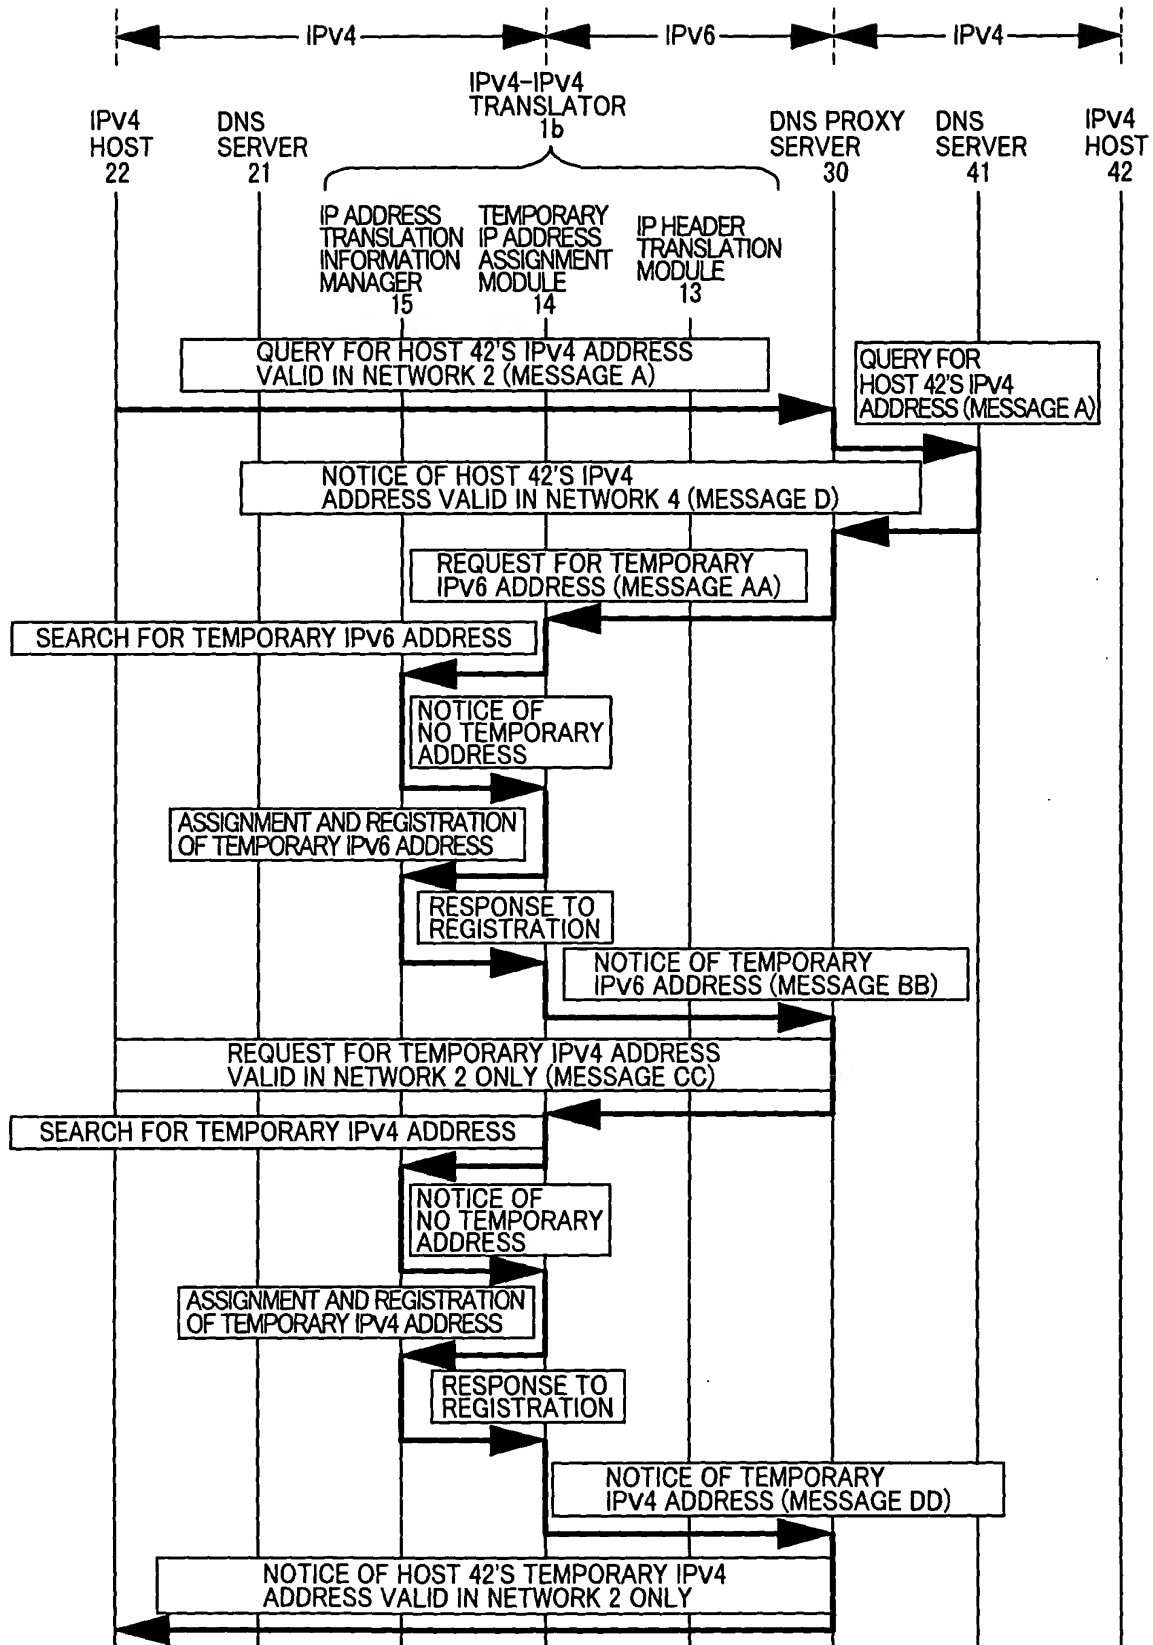 IPV4
IPV6
IPV4
IPV4-IPV4
TRANSLATOR
1b
IPV4
HOST
22
DNS
SERVER
21
DNS PROXY
SERVER
30
DNS
SERVER
41
IPV4
HOST
42
IP ADDRESS
TRANSLATION
INFORMATION
MANAGER
15
TEMPORARY
IP ADDRESS
ASSIGNMENT
MODULE
14
IP HEADER
TRANSLATION
MODULE
13
QUERY FOR HOST 42'S IPV4 ADDRESS
VALID IN NETWORK 2 (MESSAGE A)
QUERY FOR
HOST 42'S IPV4
ADDRESS (MESSAGE A)
NOTICE OF HOST 42'S IPV4
ADDRESS VALID IN NETWORK 4 (MESSAGE D)
REQUEST FOR TEMPORARY
IPV6 ADDRESS (MESSAGE AA)
SEARCH FOR TEMPORARY IPV6 ADDRESS
NOTICE OF
NO TEMPORARY
ADDRESS
ASSIGNMENT AND REGISTRATION
OF TEMPORARY IPV6 ADDRESS
RESPONSE TO
REGISTRATION
NOTICE OF TEMPORARY
IPV6 ADDRESS (MESSAGE BB)
REQUEST FOR TEMPORARY IPV4 ADDRESS
VALID IN NETWORK 2 ONLY (MESSAGE CC)
SEARCH FOR TEMPORARY IPV4 ADDRESS
NOTICE OF
NO TEMPORARY
ADDRESS
ASSIGNMENT AND REGISTRATION
OF TEMPORARY IPV4 ADDRESS
RESPONSE TO
REGISTRATION
NOTICE OF TEMPORARY
IPV4 ADDRESS (MESSAGE DD)
NOTICE OF HOST 42'S TEMPORARY IPV4
ADDRESS VALID IN NETWORK 2 ONLY